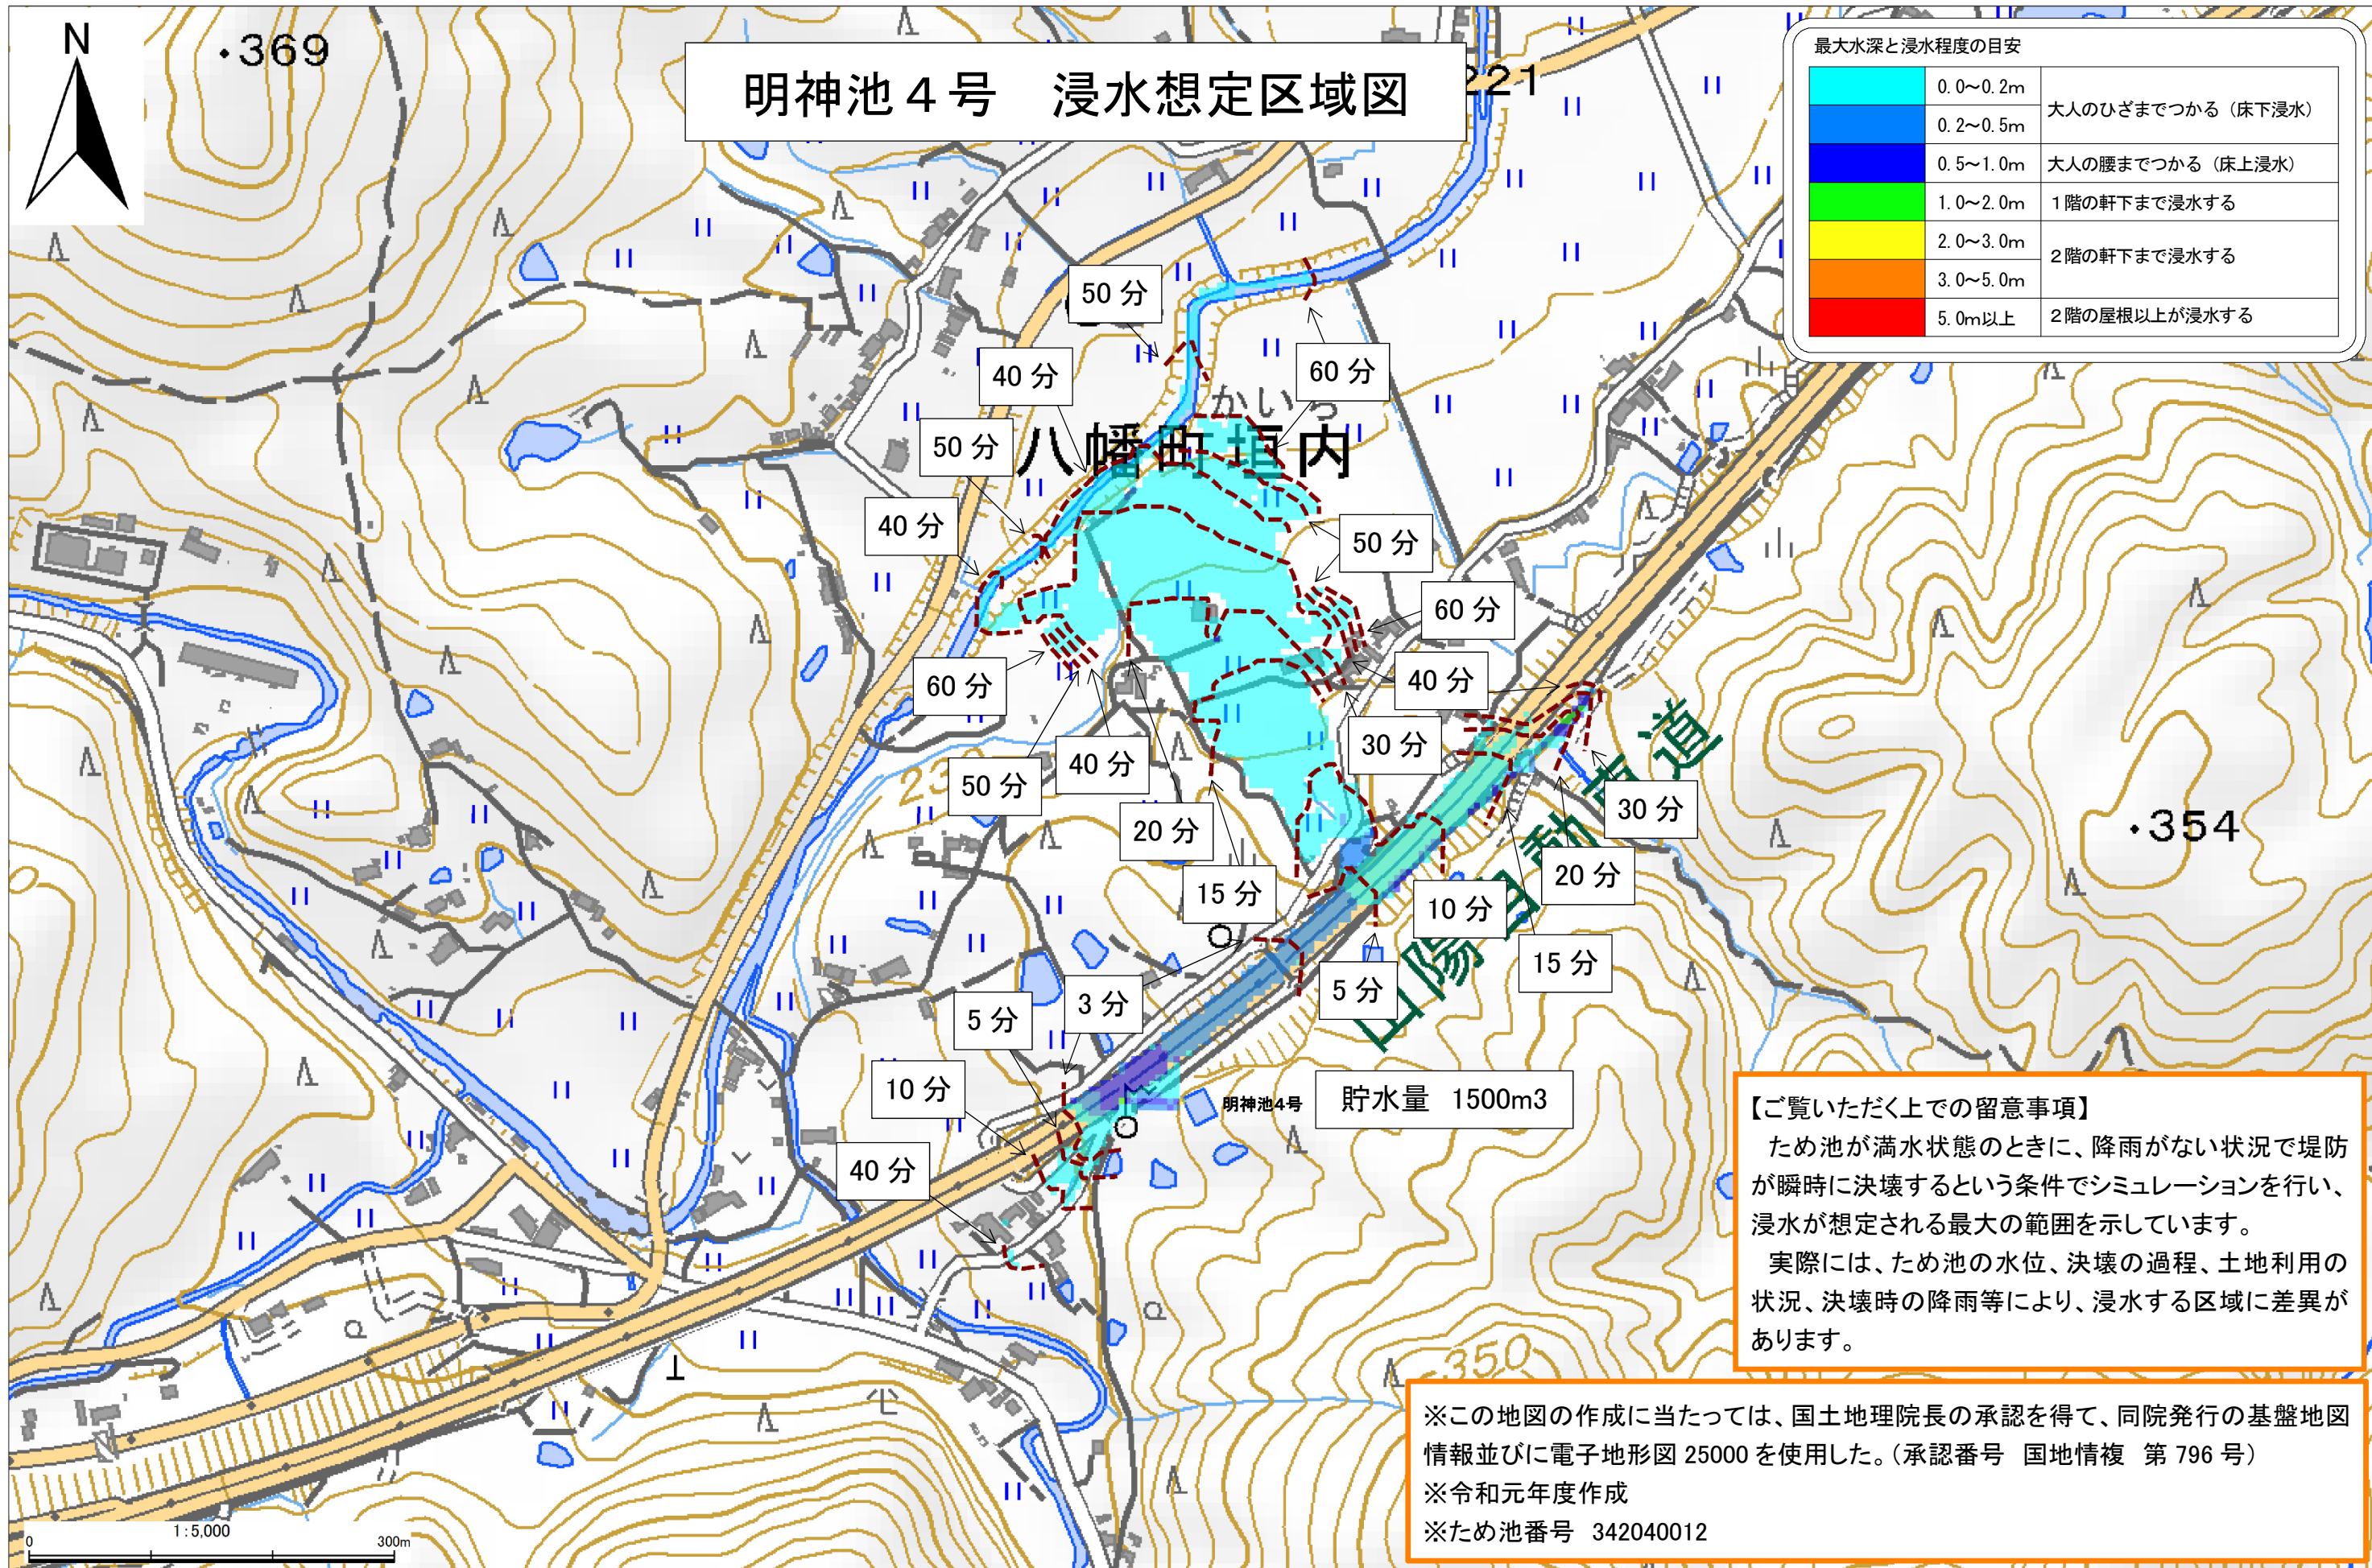 N
・369
明神池４号　浸水想定区域図
221
最大水深と浸水程度の目安
0.0～0.2m
大人のひざまでつかる（床下浸水）
0.2～0.5m
0.5～1.0m
大人の腰までつかる（床上浸水）
1.0～2.0m
１階の軒下まで浸水する
2.0～3.0m
２階の軒下まで浸水する
3.0～5.0m
5.0m以上
２階の屋根以上が浸水する
50 分
40 分
60 分
かいち
八幡町垣内
50 分
40 分
50 分
60 分
60 分
40 分
30 分
50 分
40 分
20 分
15 分
30 分
20 分
10 分
15 分
5 分
山陽自動車道
・354
3 分
5 分
10 分
40 分
明神池4号
貯水量　1500m3
350
【ご覧いただく上での留意事項】
ため池が満水状態のときに、降雨がない状況で堤防
が瞬時に決壊するという条件でシミュレーションを行い、
浸水が想定される最大の範囲を示しています。
実際には、ため池の水位、決壊の過程、土地利用の
状況、決壊時の降雨等により、浸水する区域に差異が
あります。
※この地図の作成に当たっては、国土地理院長の承認を得て、同院発行の基盤地図
情報並びに電子地形図 25000 を使用した。（承認番号　国地情複　第 796 号）
※令和元年度作成
※ため池番号　342040012
1:5,000
0
300m